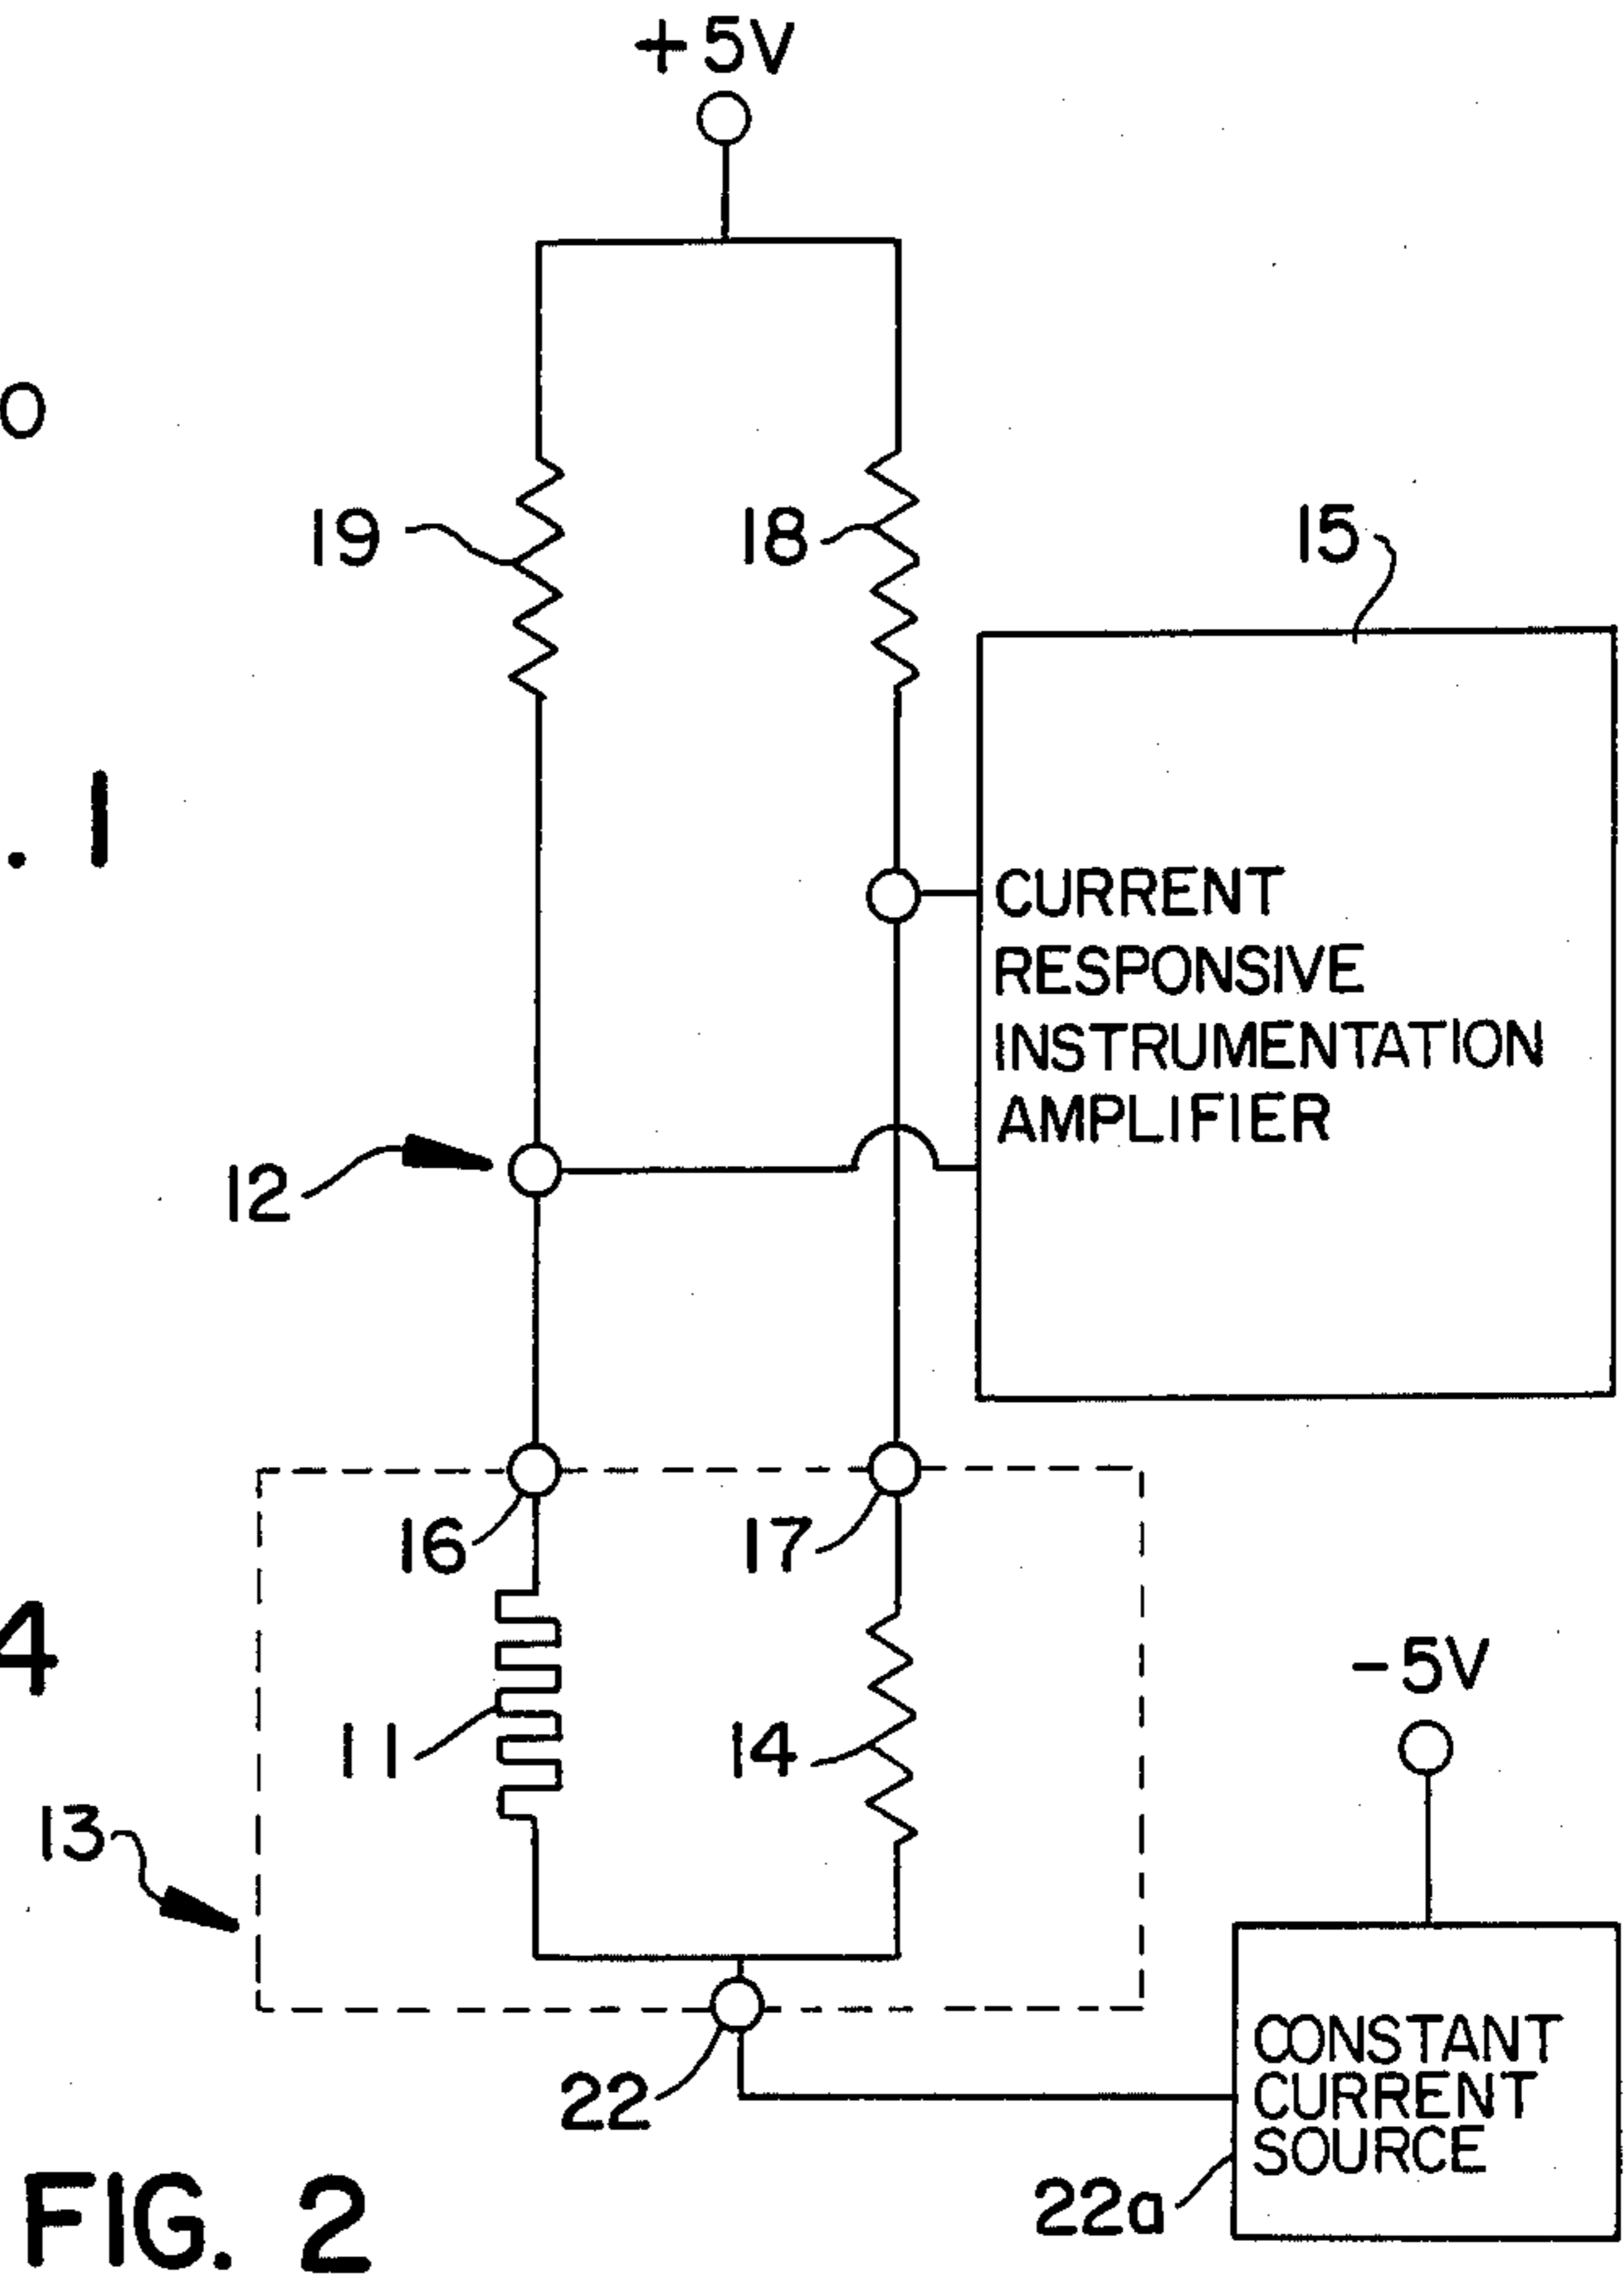 +5V
0
19
18
15
. 1
CURRENT
RESPONSIVE
INSTRUMENTATION
AMPLIFIER
12
16
17
4
-5V
11
14
13
CONSTANT
CURRENT
SOURCE
22
22a
FIG. 2